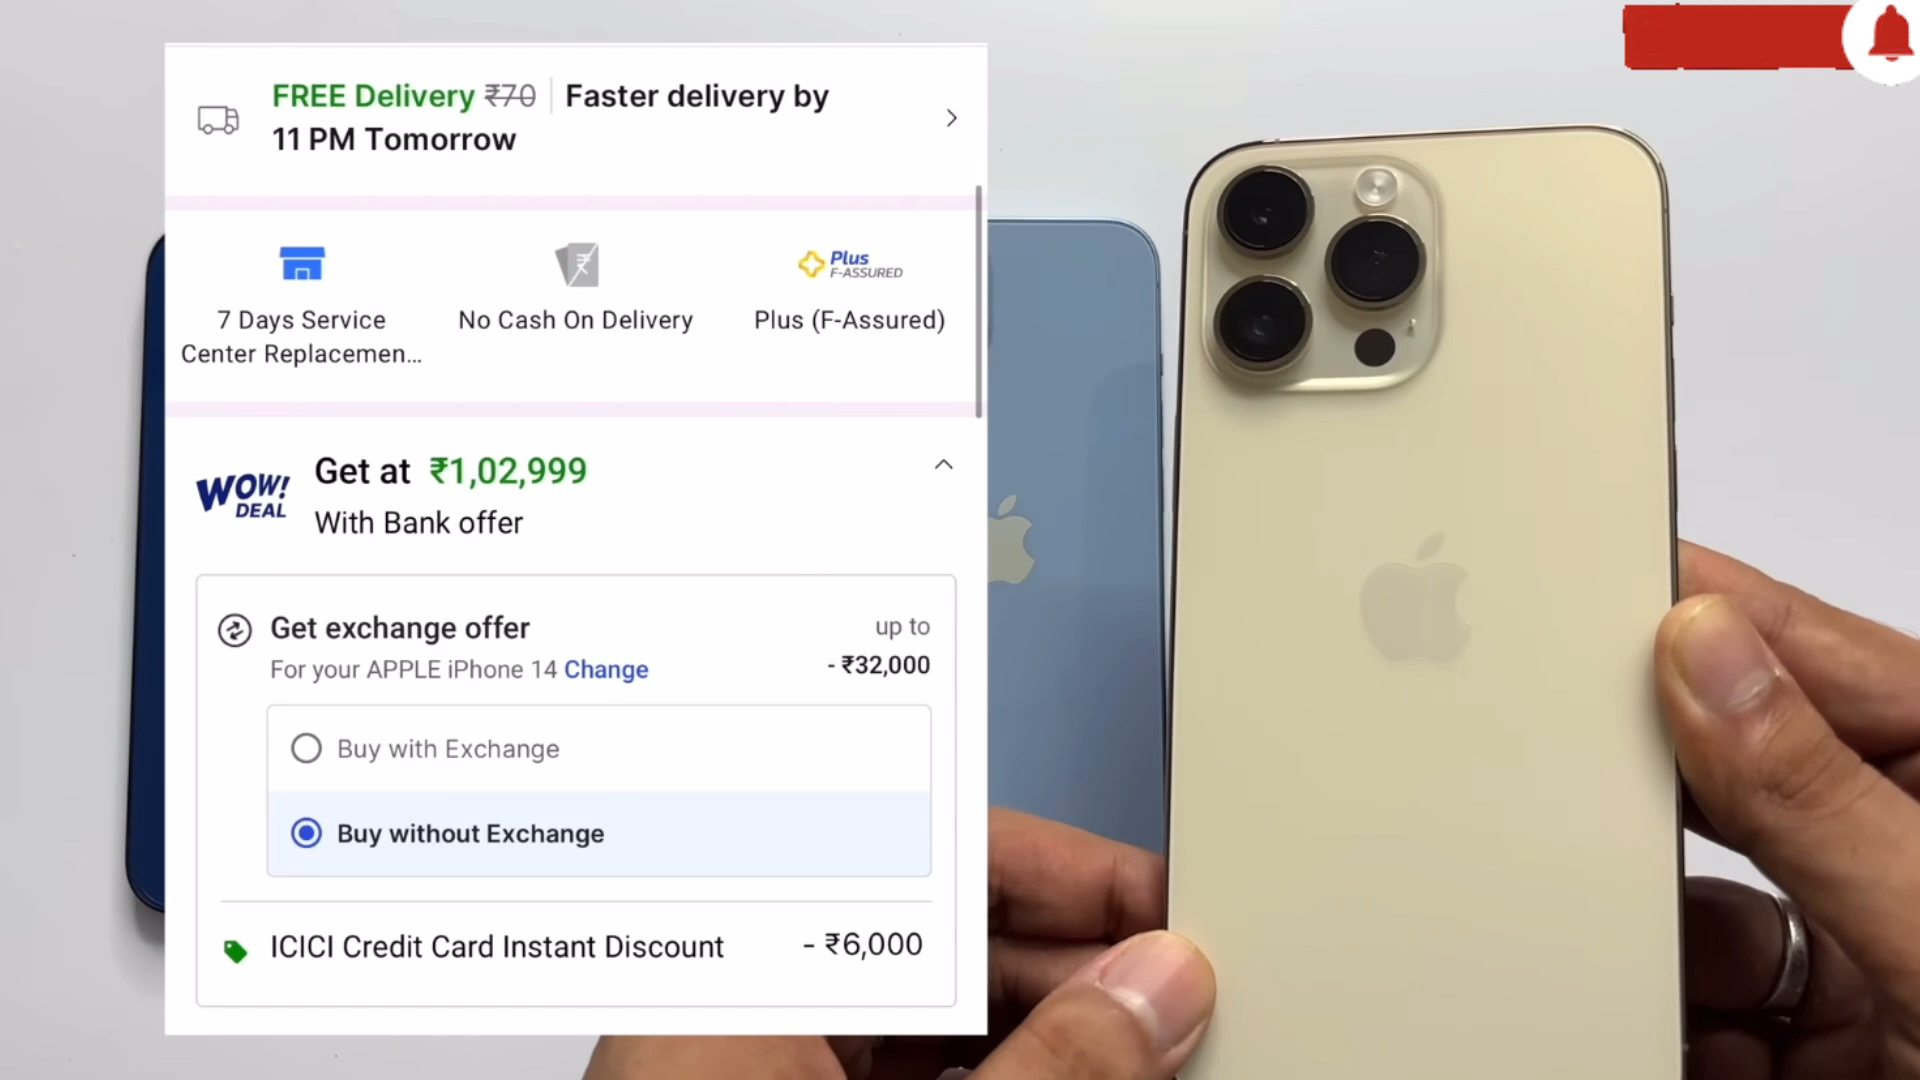 FREE Delivery ₹70 Faster delivery by
11 PM Tomorrow
7 Days Service
Center Replacemen...
No Cash On Delivery
Plus
F-ASSURED
Plus (F-Assured)
WOW!
DEAL
Get at ₹1,02,999
With Bank offer
Get exchange offer
up to
For your APPLE iPhone 14 Change
- ₹32,000
Buy with Exchange
Buy without Exchange
ICICI Credit Card Instant Discount - ₹6,000